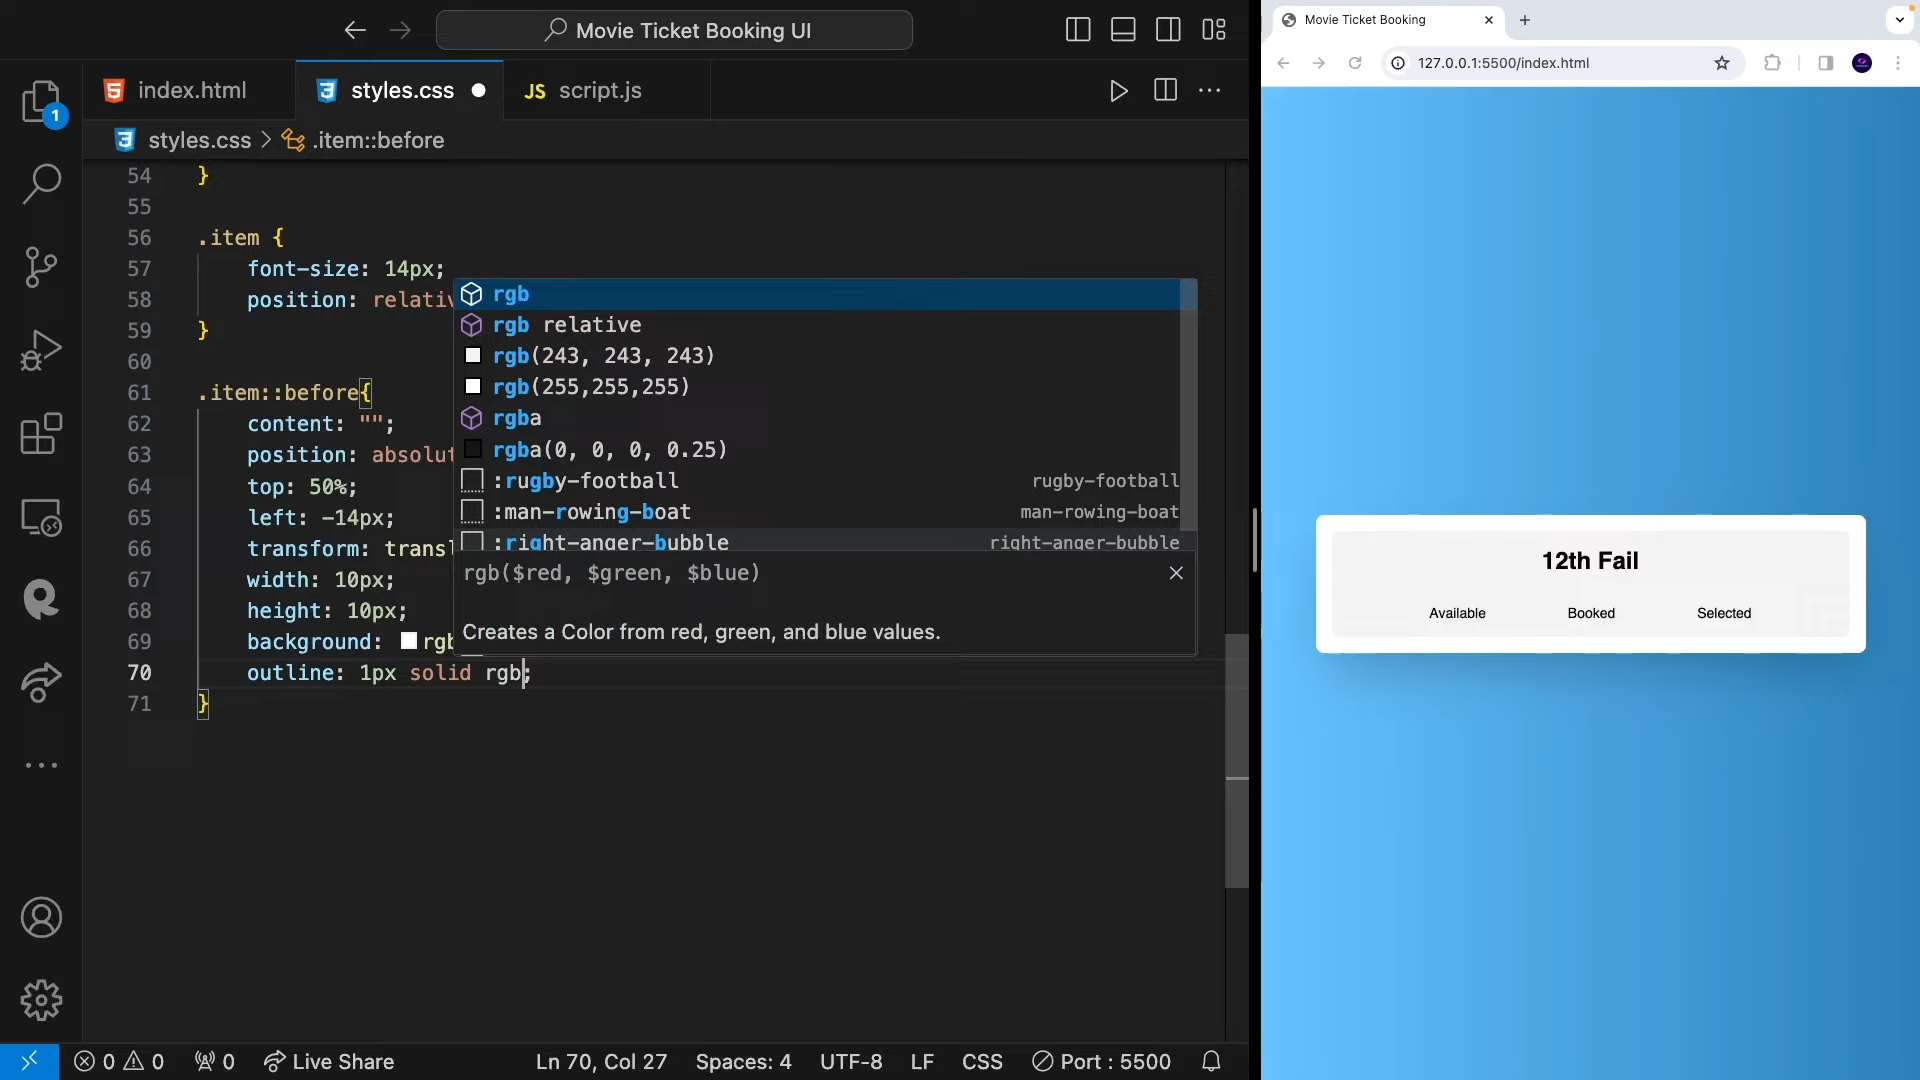 Movie Ticket Booking UI
index.html
styles.css
JS script.js
1
styles.css > .item::before
54 }
55
56 .item {
57 font-size: 14px;
58 position: relativ
59 }
60
61 .item::before{
62 content: "";
63 position: absolut
64 top: 50%;
65 left: -14px;
66 transform: transl
67 width: 10px;
68 height: 10px;
69 background: rgb
70 outline: 1px solid rgb;
71 }
rgb
rgb relative
rgb(243, 243, 243)
rgb(255,255,255)
rgba
rgba(0, 0, 0, 0.25)
:rugby-football rugby-football
:man-rowing-boat man-rowing-boat
:right-anger-bubble right-anger-bubble
rgb($red, $green, $blue)
Creates a Color from red, green, and blue values.
0 0 0 Live Share Ln 70, Col 27 Spaces: 4 UTF-8 LF CSS Port : 5500
Movie Ticket Booking
127.0.0.1:5500/index.html
12th Fail
Available Booked Selected